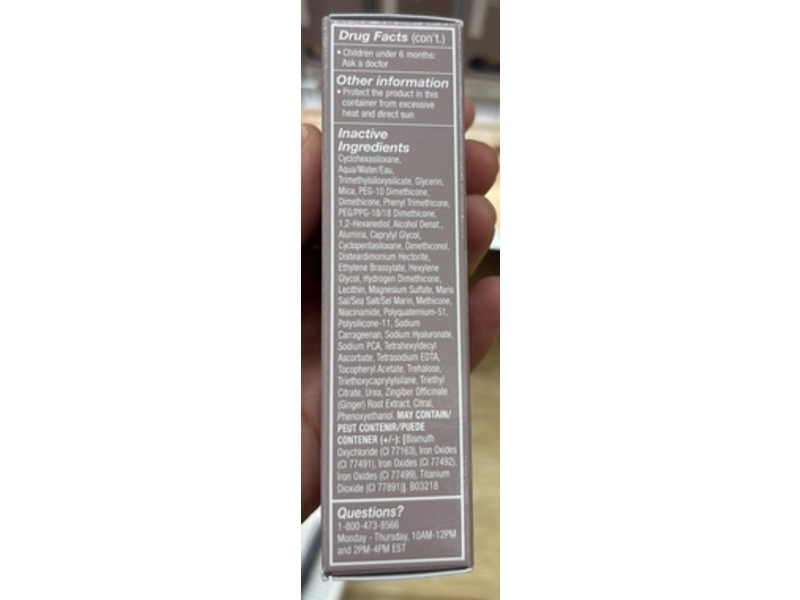 Drug Facts (con't.)
• Children under 6 months:
Ask a doctor
Other information
• Protect the product in this
container from excessive
heat and direct sun
Inactive
Ingredients
Cyclohexasiloxane,
Aqua/Water/Eau,
Trimethylsiloxysilicate, Glycerin,
Mica, PEG-10 Dimethicone,
Dimethicone, Phenyl Trimethicone,
PEG/PPG-18/18 Dimethicone,
1,2-Hexanediol, Alcohol Denat.,
Alumina, Caprylyl Glycol,
Cyclopentasiloxane, Dimethiconol,
Disteardimonium Hectorite,
Ethylene Brassylate, Hexylene
Glycol, Hydrogen Dimethicone,
Lecithin, Magnesium Sulfate, Maris
Sal/Sea Salt/Sel Marin, Methicone,
Niacinamide, Polyquaternium-51,
Polysilicone-11, Sodium
Carrageenan, Sodium Hyaluronate,
Sodium PCA, Tetrahexyldecyl
Ascorbate, Tetrasodium EDTA,
Tocopheryl Acetate, Trehalose,
Triethoxycaprylylsilane, Triethyl
Citrate, Urea, Zingiber Officinale
(Ginger) Root Extract, Citral,
Phenoxyethanol. MAY CONTAIN/
PEUT CONTENIR/PUEDE
CONTENER (+/-): [Bismuth
Oxychloride (CI 77163), Iron Oxides
(CI 77491), Iron Oxides (CI 77492),
Iron Oxides (CI 77499), Titanium
Dioxide (CI 77891)]. B03218
Questions?
1-800-473-8566
Monday - Thursday, 10AM-12PM
and 2PM-4PM EST